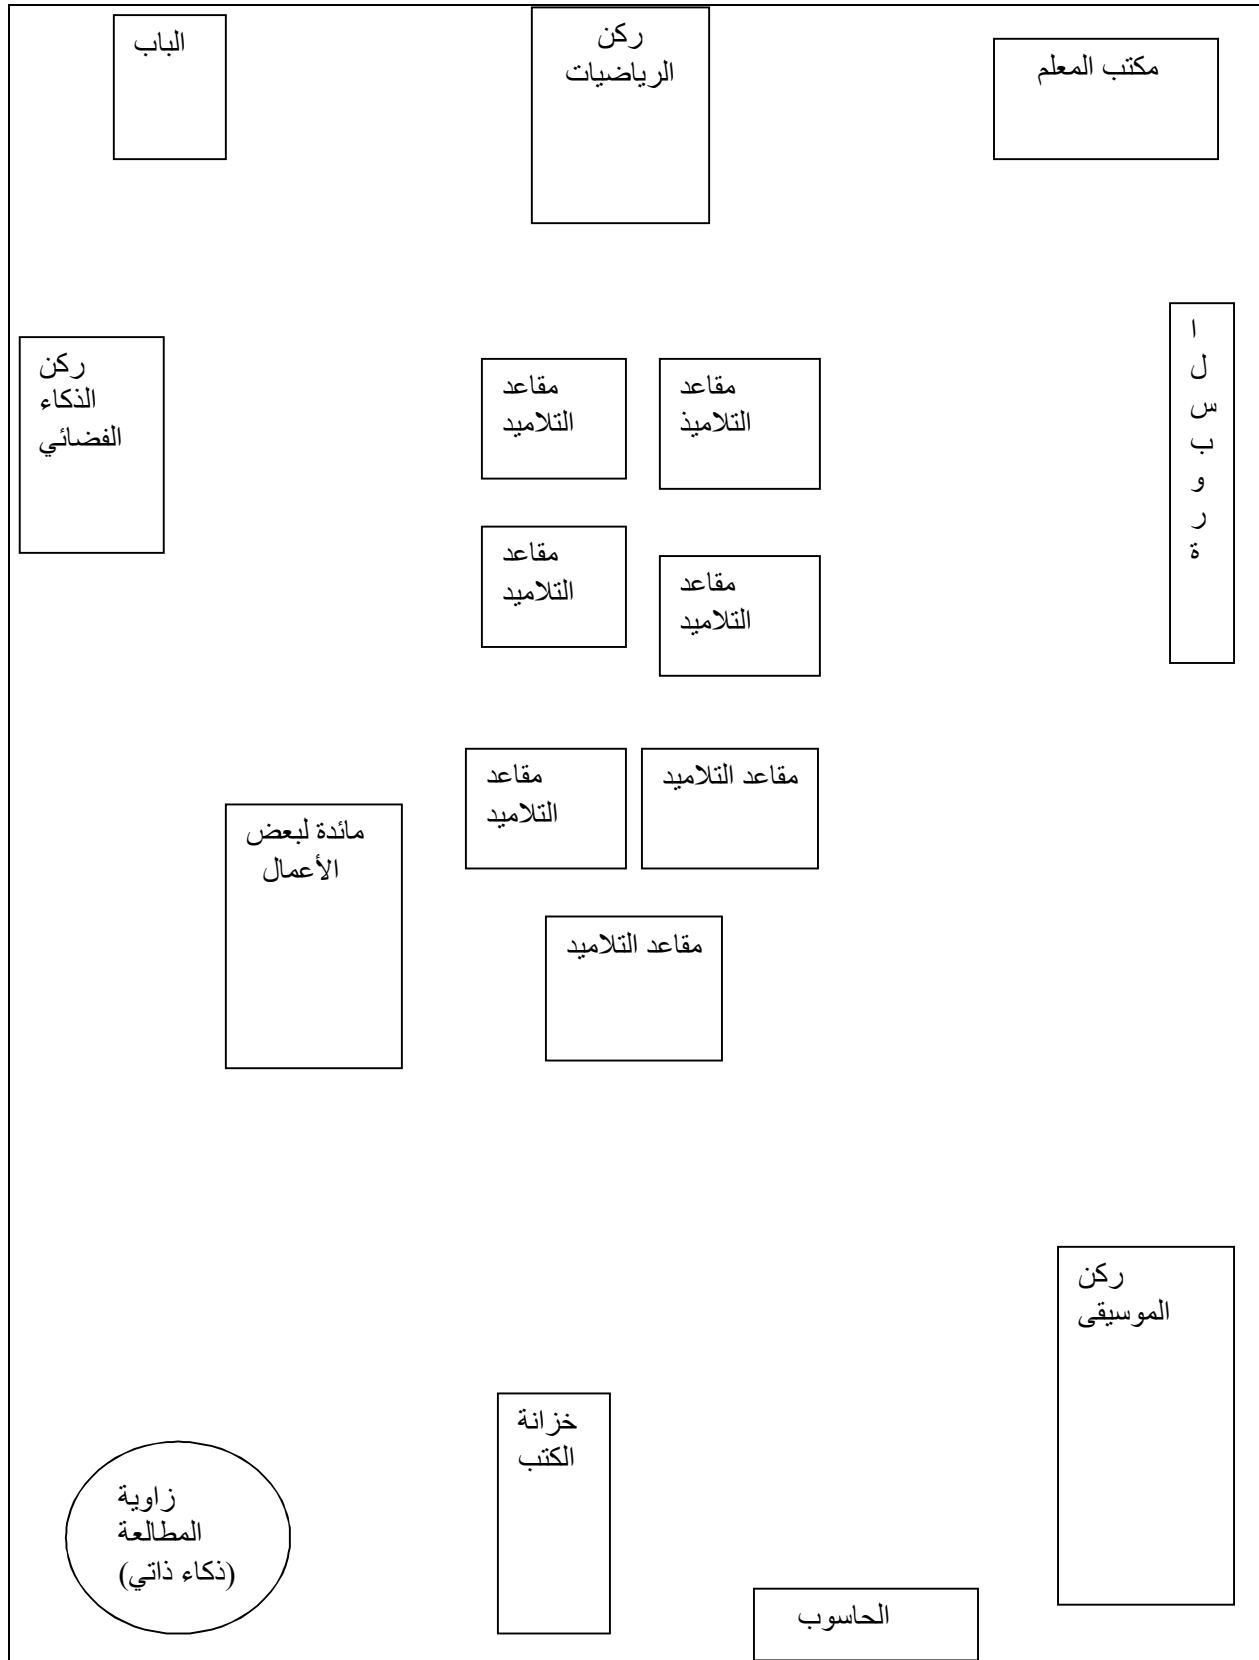 مكتب المعلم
ركن
الرياضيات
الباب
ا
ل
س
ب
و
ر
ة
ركن
الذكاء
الفضائي
مقاعد
التلاميذ
مقاعد
التلاميد
مقاعد
التلاميد
مقاعد
التلاميد
مقاعد التلاميد
مقاعد
التلاميد
مائدة لبعض
الأعمال
مقاعد التلاميد
ركن
الموسيقى
خزانة
الكتب
زاوية
المطالعة
(ذكاء ذاتي)
الحاسوب